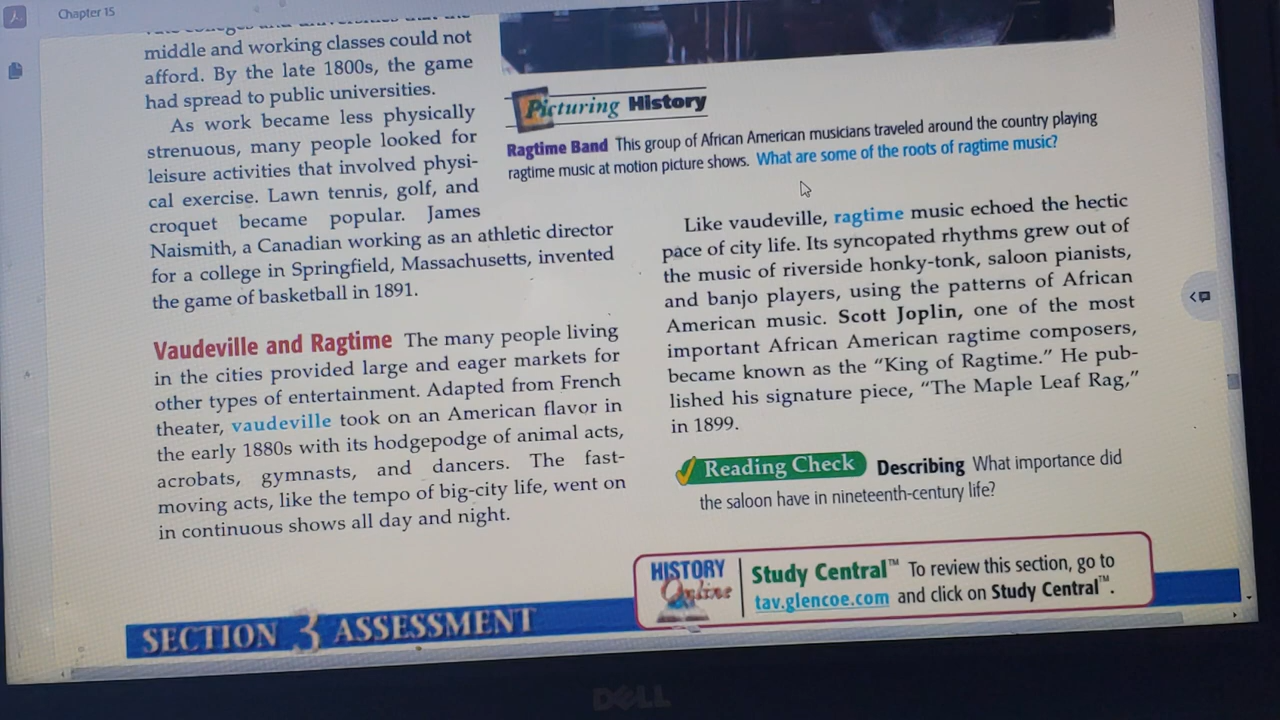 Chapter 15
middle and working classes could not
afford. By the late 1800s, the game
had spread to public universities.
As work became less physically
strenuous, many people looked for
leisure activities that involved physi-
cal exercise. Lawn tennis, golf, and
croquet became popular. James
Naismith, a Canadian working as an athletic director
for a college in Springfield, Massachusetts, invented
the game of basketball in 1891.
Vaudeville and Ragtime The many people living
in the cities provided large and eager markets for
other types of entertainment. Adapted from French
theater, vaudeville took on an American flavor in
the early 1880s with its hodgepodge of animal acts,
acrobats, gymnasts, and dancers. The fast-
moving acts, like the tempo of big-city life, went on
in continuous shows all day and night.
Picturing History
Ragtime Band This group of African American musicians traveled around the country playing
ragtime music at motion picture shows. What are some of the roots of ragtime music?
Like vaudeville, ragtime music echoed the hectic
pace of city life. Its syncopated rhythms grew out of
the music of riverside honky-tonk, saloon pianists,
and banjo players, using the patterns of African
American music. Scott Joplin, one of the most
important African American ragtime composers,
became known as the "King of Ragtime." He pub-
lished his signature piece, "The Maple Leaf Rag,"
in 1899.
Reading Check Describing What importance did
the saloon have in nineteenth-century life?
HISTORY
Online
Study Central™ To review this section, go to
tav.glencoe.com and click on Study Central™.
SECTION 3 ASSESSMENT
DELL